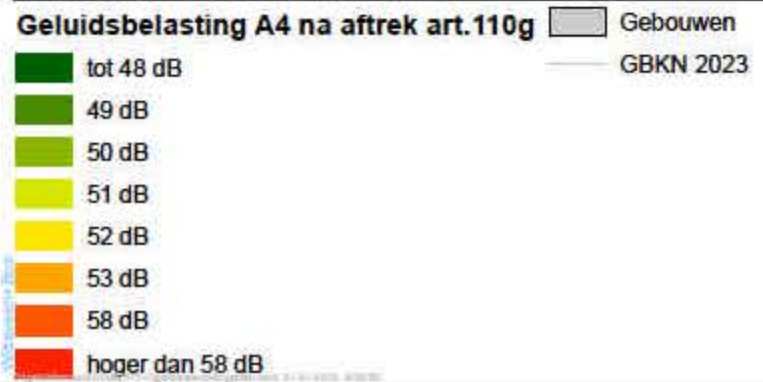 Geluidsbelasting A4 na aftrek art.110g
tot 48 dB
49 dB
50 dB
51 dB
52 dB
53 dB
58 dB
hoger dan 58 dB
Gebouwen
GBKN 2023